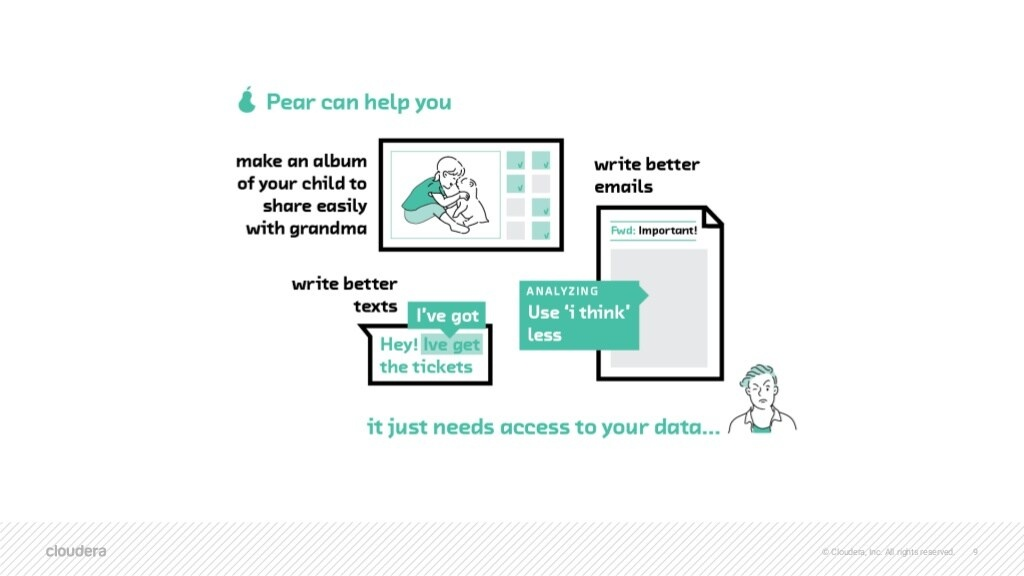 Pear can help you
make an album
of your child to
share easily
with grandma
write better
emails
Fwd: Important!
write better
texts
I've got
Hey! Ive get
the tickets
ANALYZING
Use ‘i think’
less
it just needs access to your data...
cloudera
© Cloudera, Inc. All rights reserved. 9